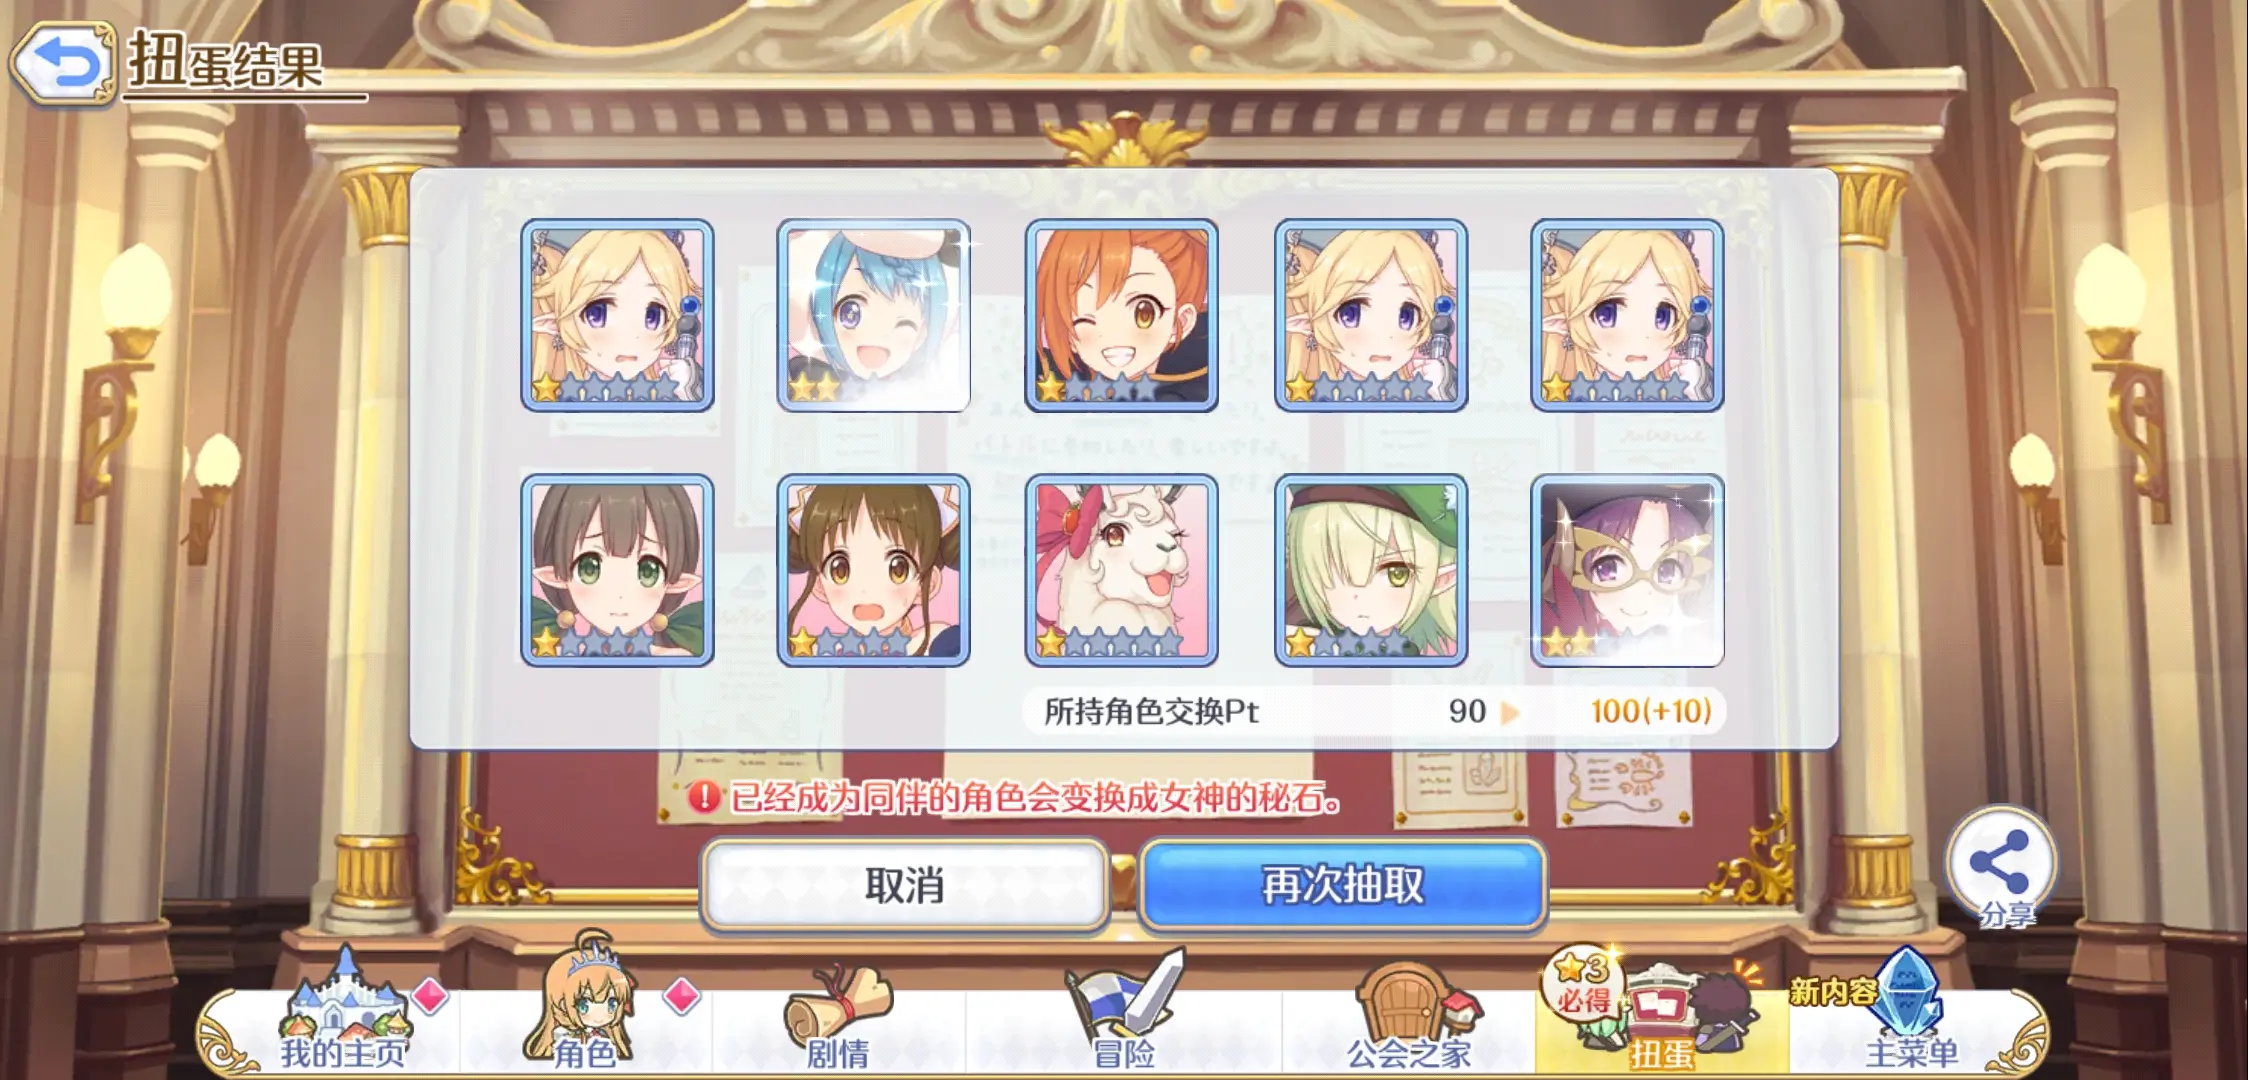 扭蛋结果
所持角色交换Pt 90 100(+10)
已经成为同伴的角色会变换成女神的秘石。
取消
再次抽取
分享
3
必得
新内容
我的主页
角色
剧情
冒险
公会之家
扭蛋
主菜单